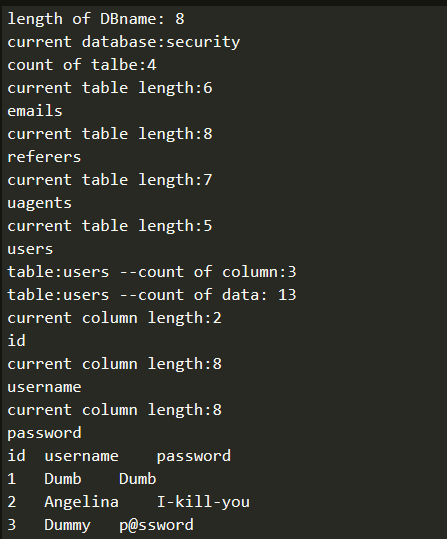 length of DBname: 8
current database:security
count of talbe:4
current table length:6
emails
current table length:8
referers
current table length:7
uagents
current table length:5
users
table:users --count of column:3
table:users --count of data: 13
current column length:2
id
current column length:8
username
current column length:8
password
id  username    password
1   Dumb    Dumb
2   Angelina    I-kill-you
3   Dummy   p@ssword